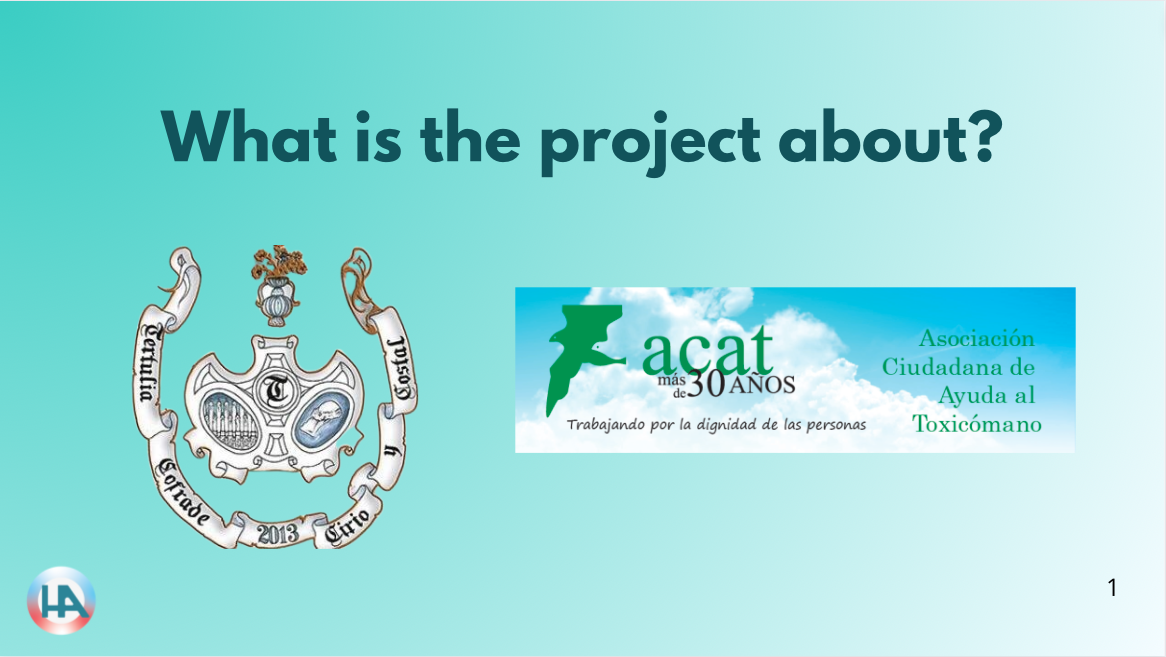 What is the project about?
Tertulia
Cofrade
2013
Cirio
y
Costal
T
acat
más
de 30 AÑOS
Trabajando por la dignidad de las personas
Asociación
Ciudadana de
Ayuda al
Toxicómano
HA
1